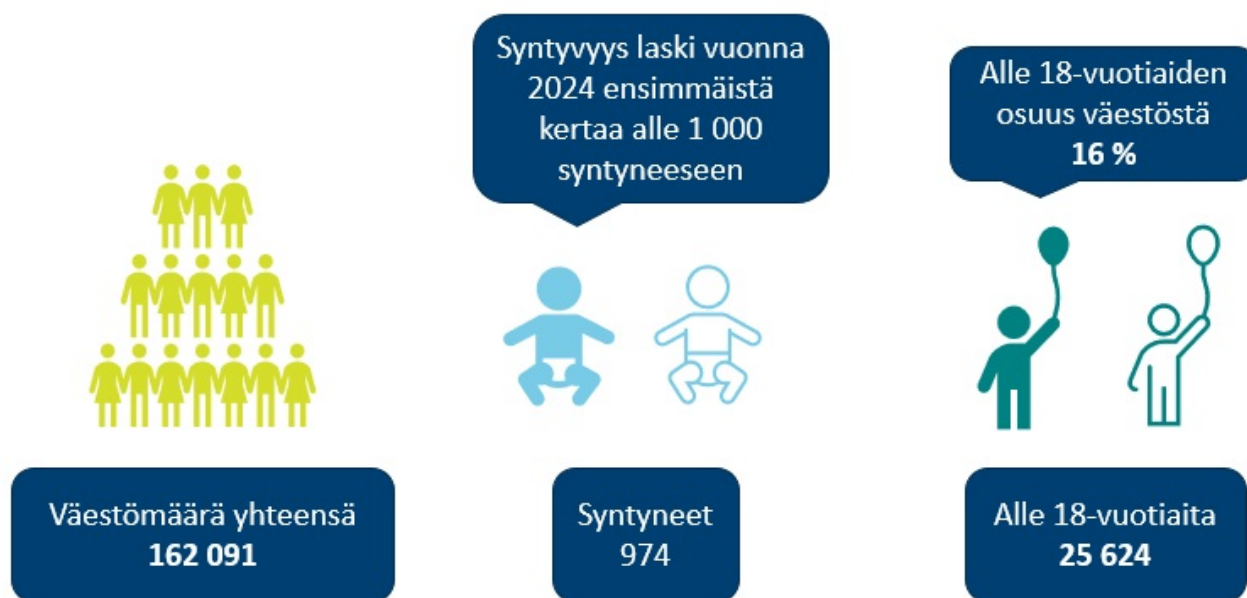 Syntyvyys laski vuonna
2024 ensimmäistä
kertaa alle 1 000
syntyneeseen
Alle 18-vuotiaiden
osuus väestöstä
16 %
Väestömäärä yhteensä
162 091
Syntyneet
974
Alle 18-vuotiaita
25 624